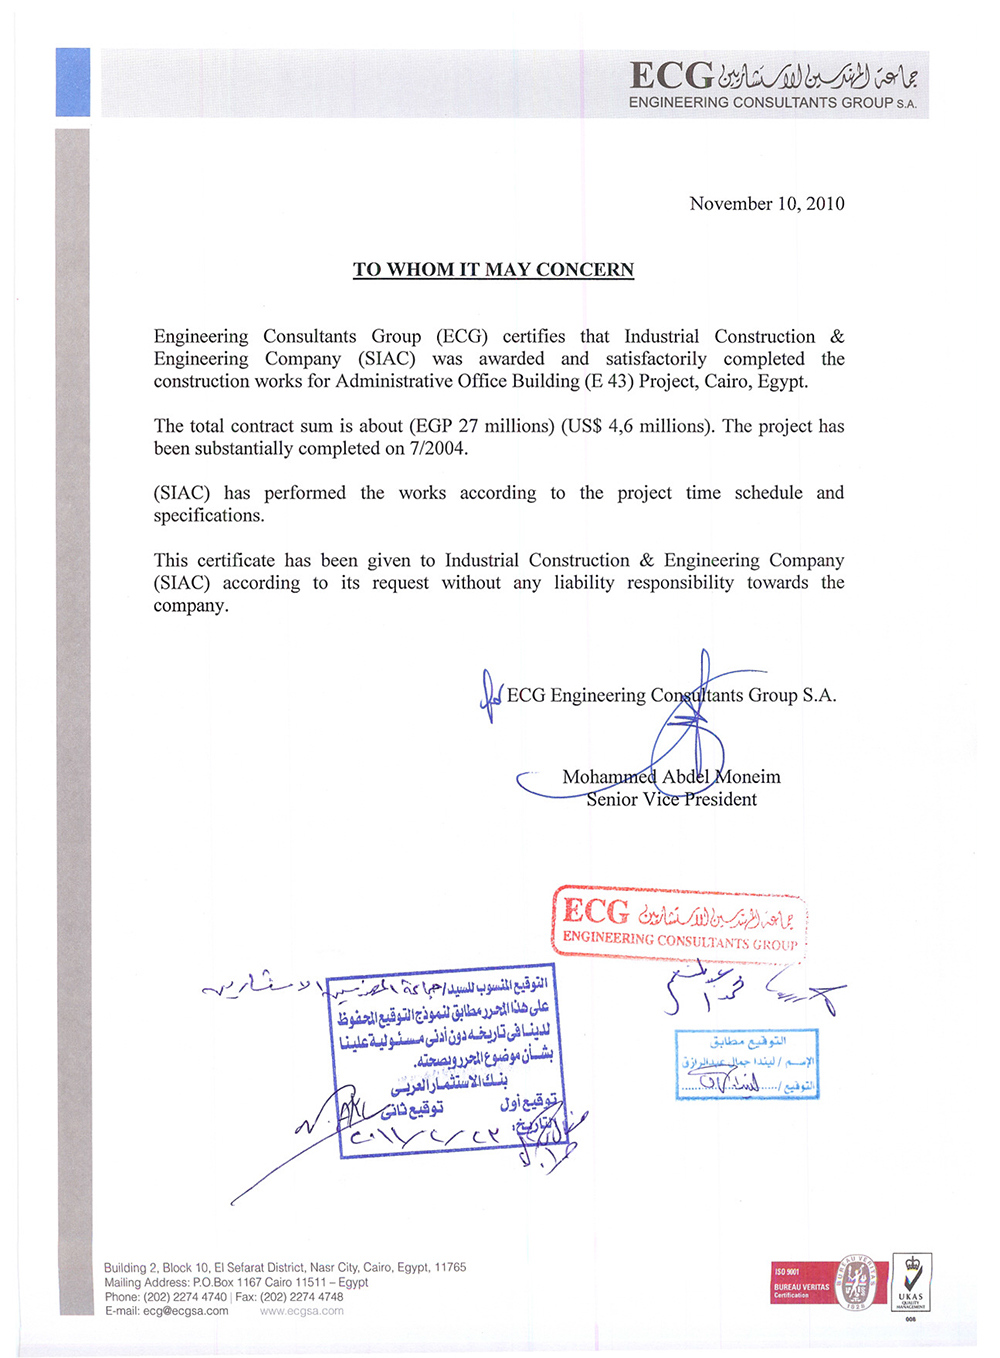 ECG جماعة المهندسين الاستشاريين
ENGINEERING CONSULTANTS GROUP S.A.
November 10, 2010
TO WHOM IT MAY CONCERN
Engineering Consultants Group (ECG) certifies that Industrial Construction &
Engineering Company (SIAC) was awarded and satisfactorily completed the
construction works for Administrative Office Building (E 43) Project, Cairo, Egypt.
The total contract sum is about (EGP 27 millions) (US$ 4,6 millions). The project has
been substantially completed on 7/2004.
(SIAC) has performed the works according to the project time schedule and
specifications.
This certificate has been given to Industrial Construction & Engineering Company
(SIAC) according to its request without any liability responsibility towards the
company.
for ECG Engineering Consultants Group S.A.
Mohammed Abdel Moneim
Senior Vice President
ECG جماعة المهندسين الاستشاريين
ENGINEERING CONSULTANTS GROUP
التوقيع المنسوب للسيد/ جماعة المهندسين الاستشاريين
على هذا المحرر مطابق لنموذج التوقيع المحفوظ
لدينا فى تاريخه دون أدنى مسئولية علينا
بشأن موضوع المحرر وبصحته.
بنك الاستثمار العربى
توقيع أول توقيع ثانى
التاريخ: ٢٣ / ٢ / ٢٠١١
محمد عبد المنعم
التوقيع مطابق
الإسم / ليندا جمال عبدالرازق
التوقيع /
Building 2, Block 10, El Sefarat District, Nasr City, Cairo, Egypt, 11765
Mailing Address: P.O.Box 1167 Cairo 11511 – Egypt
Phone: (202) 2274 4740 | Fax: (202) 2274 4748
E-mail: ecg@ecgsa.com www.ecgsa.com
ISO 9001
BUREAU VERITAS
Certification
BUREAU VERITAS
1828
UKAS
QUALITY
MANAGEMENT
008